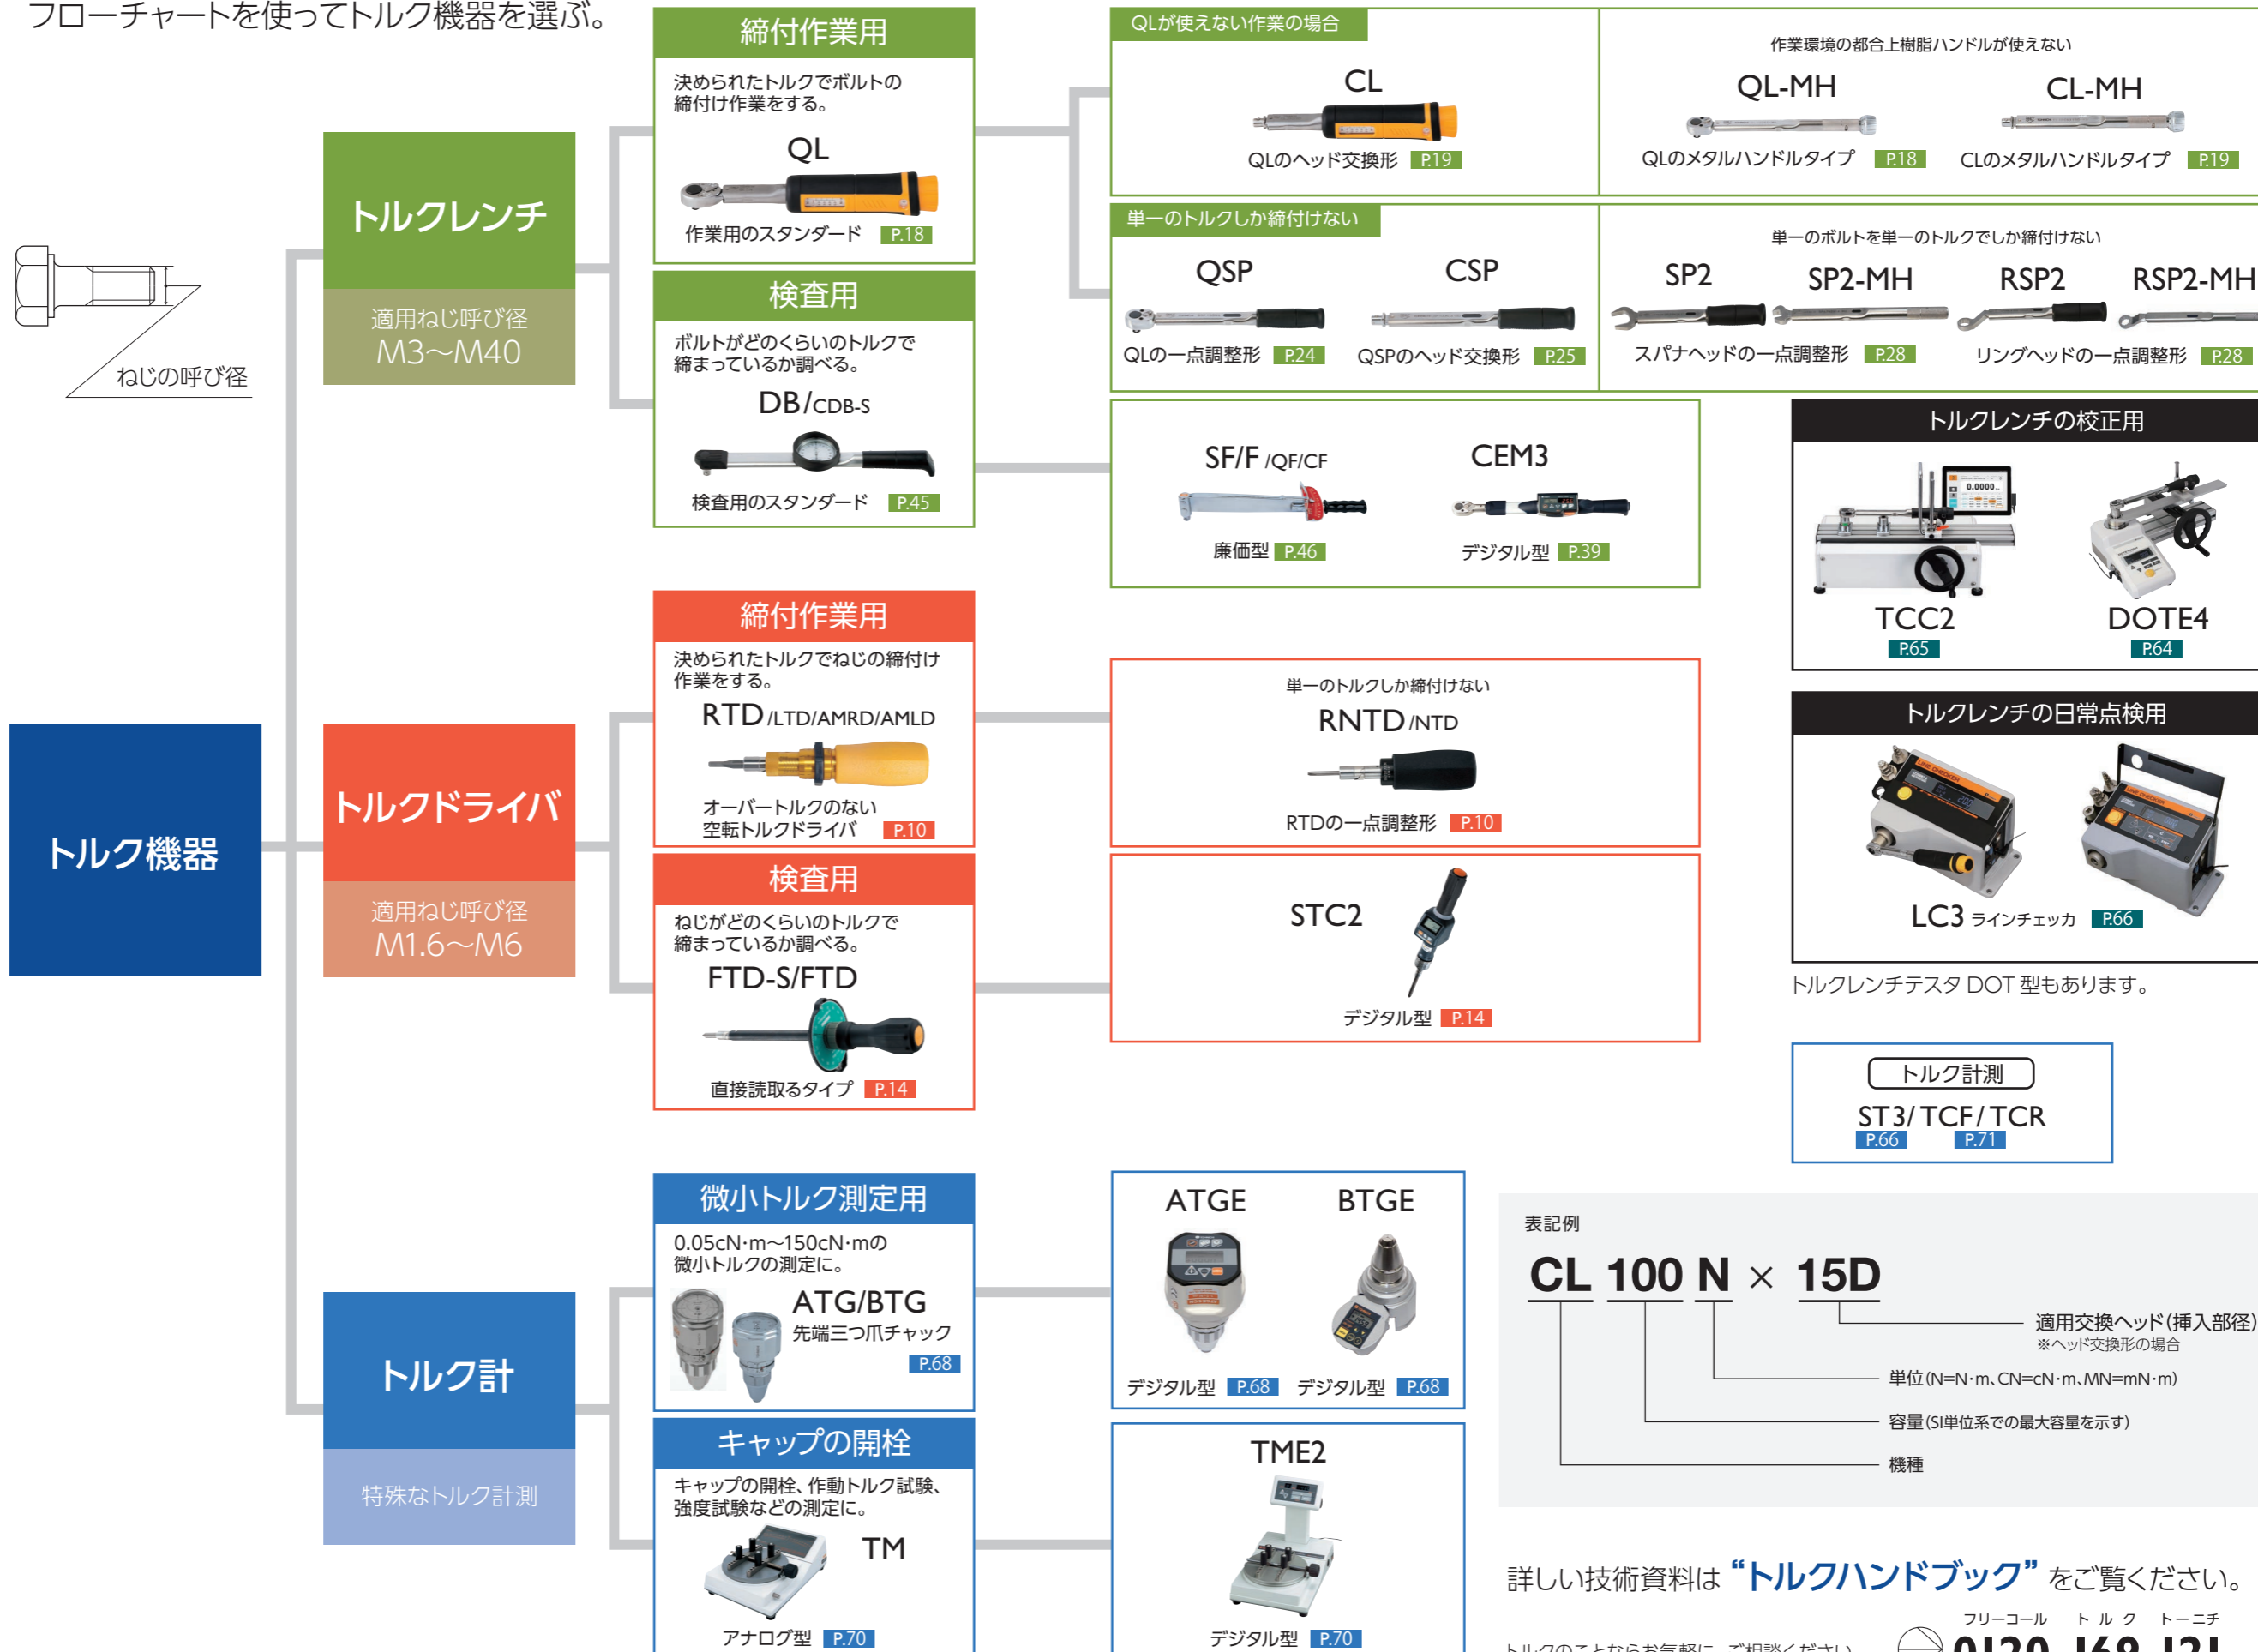 フローチャートを使ってトルク機器を選ぶ。
ねじの呼び径
トルク機器
トルクレンチ
適用ねじ呼び径
M3～M40
締付作業用
決められたトルクでボルトの
締付け作業をする。
QL
作業用のスタンダード P.18
検査用
ボルトがどのくらいのトルクで
締まっているか調べる。
DB/CDB-S
検査用のスタンダード P.45
QLが使えない作業の場合
CL
QLのヘッド交換形 P.19
作業環境の都合上樹脂ハンドルが使えない
QL-MH
QLのメタルハンドルタイプ P.18
CL-MH
CLのメタルハンドルタイプ P.19
単一のトルクしか締付けない
QSP
QLの一点調整形 P.24
CSP
QSPのヘッド交換形 P.25
単一のボルトを単一のトルクでしか締付けない
SP2 SP2-MH
スパナヘッドの一点調整形 P.28
RSP2 RSP2-MH
リングヘッドの一点調整形 P.28
SF/F /QF/CF
廉価型 P.46
CEM3
デジタル型 P.39
トルクレンチの校正用
0.0000
TCC2
P.65
DOTE4
P.64
トルクレンチの日常点検用
LINE CHECKER
LINE CHECKER
LC3 ラインチェッカ P.66
トルクレンチテスタ DOT 型もあります。
トルクドライバ
適用ねじ呼び径
M1.6～M6
締付作業用
決められたトルクでねじの締付け
作業をする。
RTD /LTD/AMRD/AMLD
オーバートルクのない
空転トルクドライバ P.10
検査用
ねじがどのくらいのトルクで
締まっているか調べる。
FTD-S/FTD
直接読取るタイプ P.14
単一のトルクしか締付けない
RNTD /NTD
RTDの一点調整形 P.10
STC2
デジタル型 P.14
トルク計測
ST3/TCF/TCR
P.66 P.71
トルク計
特殊なトルク計測
微小トルク測定用
0.05cN･m～150cN･mの
微小トルクの測定に。
ATG/BTG
先端三つ爪チャック
P.68
キャップの開栓
キャップの開栓、作動トルク試験、
強度試験などの測定に。
TM
アナログ型 P.70
ATGE
デジタル型 P.68
BTGE
デジタル型 P.68
TME2
デジタル型 P.70
表記例
CL 100 N × 15D
適用交換ヘッド(挿入部径)
※ヘッド交換形の場合
単位(N=N･m、CN=cN･m、MN=mN･m)
容量(SI単位系での最大容量を示す)
機種
詳しい技術資料は “トルクハンドブック” をご覧ください。
フリーコール トルク トーニチ
トルクのことならお気軽に、ご相談ください
0120-169-121